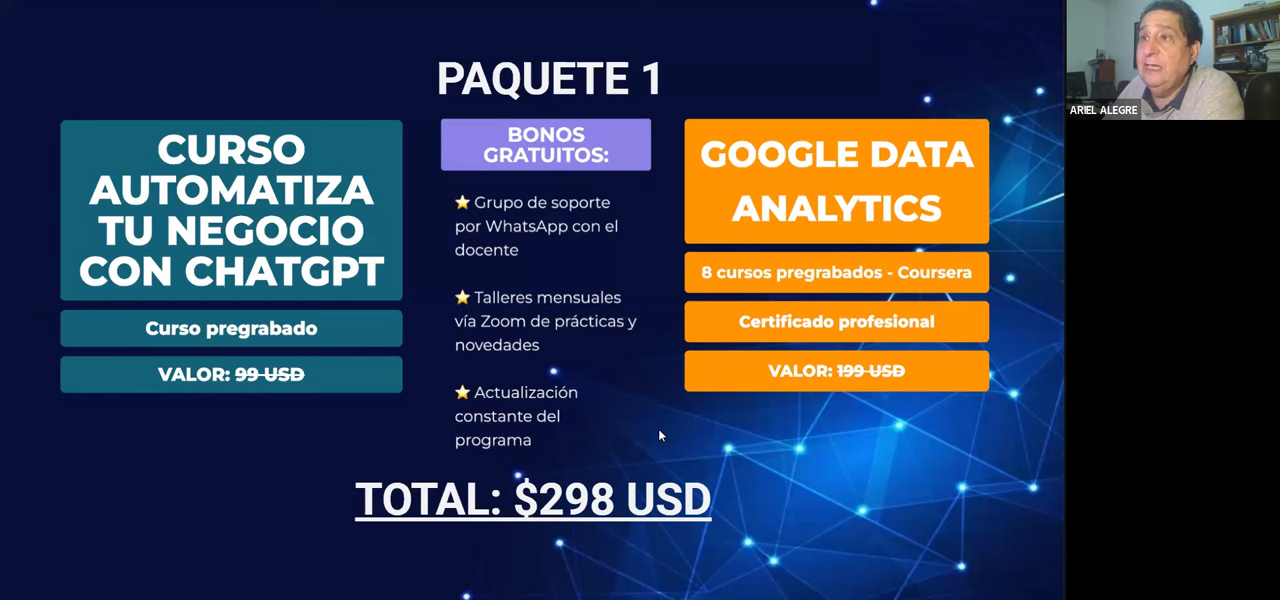 PAQUETE 1
CURSO
AUTOMATIZA
TU NEGOCIO
CON CHATGPT
Curso pregrabado
VALOR: 99 USD
BONOS
GRATUITOS:
⭐ Grupo de soporte
por WhatsApp con el
docente
⭐ Talleres mensuales
vía Zoom de prácticas y
novedades
⭐ Actualización
constante del
programa
GOOGLE DATA
ANALYTICS
8 cursos pregrabados - Coursera
Certificado profesional
VALOR: 199 USD
TOTAL: $298 USD
ARIEL ALEGRE